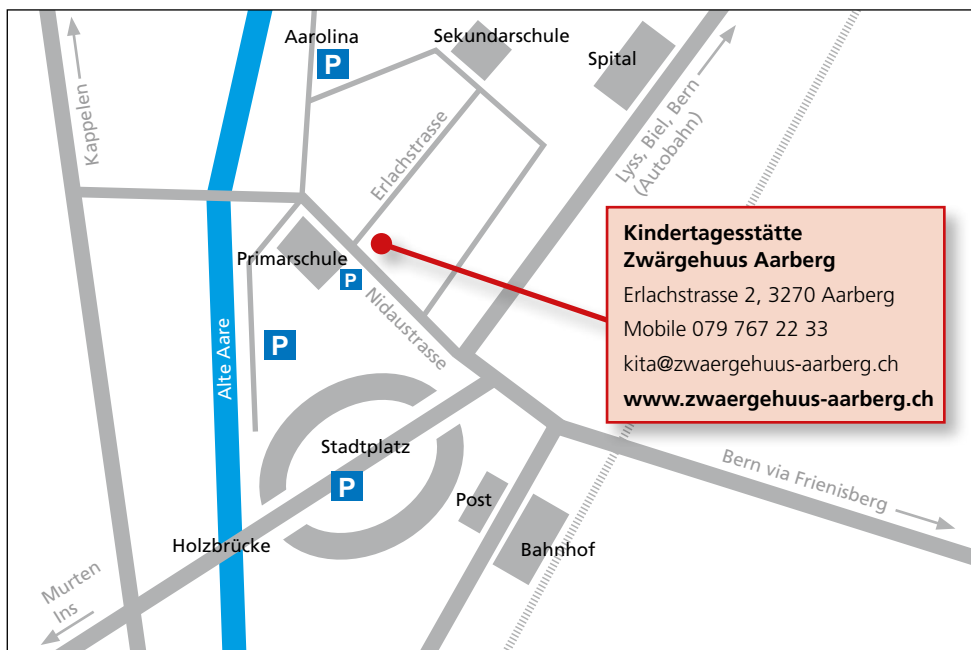 Aarolina
P
Sekundarschule
Spital
Kappelen
Erlachstrasse
Lyss, Biel, Bern
(Autobahn)
Primarschule
P
Nidaustrasse
P
Alte Aare
Kindertagesstätte
Zwärgehuus Aarberg
Erlachstrasse 2, 3270 Aarberg
Mobile 079 767 22 33
kita@zwaergehuus-aarberg.ch
www.zwaergehuus-aarberg.ch
Stadtplatz
P
Post
Bern via Frienisberg
Holzbrücke
Bahnhof
Murten
Ins